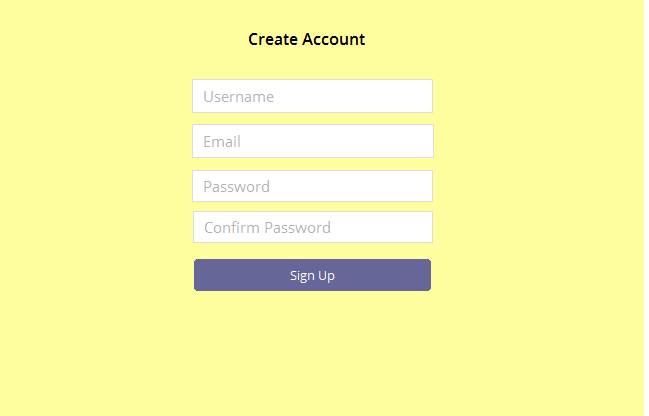 Create Account
Username
Email
Password
Confirm Password
Sign Up